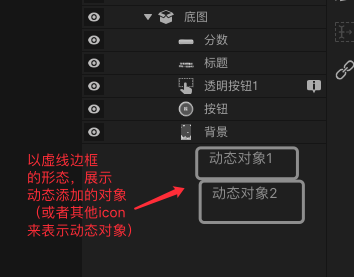 底图
分数
标题
透明按钮1
按钮
背景
动态对象1
动态对象2
以虚线边框
的形态，展示
动态添加的对象
（或者其他icon
来表示动态对象）